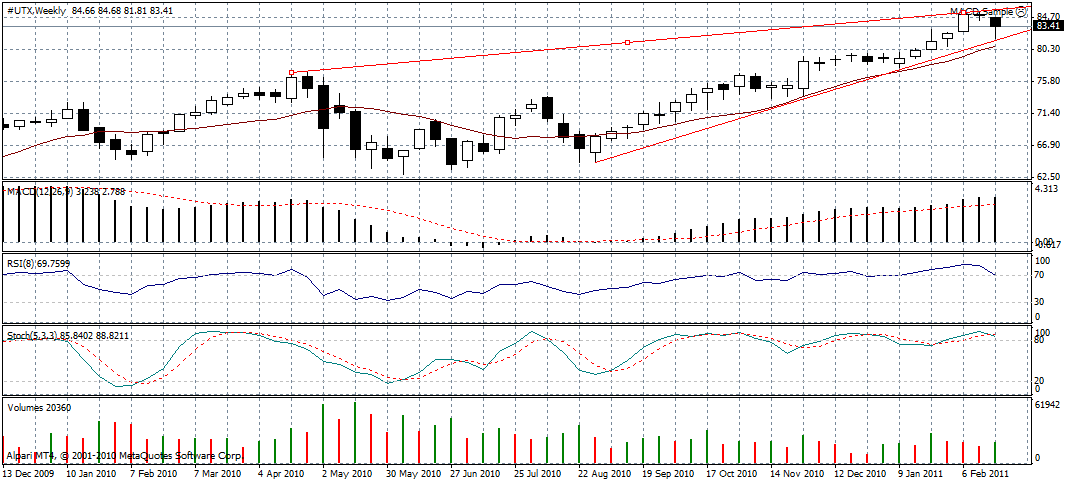 #UTX,Weekly 84.66 84.68 81.81 83.41
MACD Sample
84.70
83.41
80.30
75.80
71.40
66.90
62.50
MACD(12,26,9) 3.238 2.788
4.313
0.00
RSI(8) 69.7599
100
70
30
0
Stoch(5,3,3) 85.8402 88.8211
100
80
20
0
Volumes 20360
61942
0
Alpari MT4, © 2001-2010 MetaQuotes Software Corp.
13 Dec 2009 10 Jan 2010 7 Feb 2010 7 Mar 2010 4 Apr 2010 2 May 2010 30 May 2010 27 Jun 2010 25 Jul 2010 22 Aug 2010 19 Sep 2010 17 Oct 2010 14 Nov 2010 12 Dec 2010 9 Jan 2011 6 Feb 2011